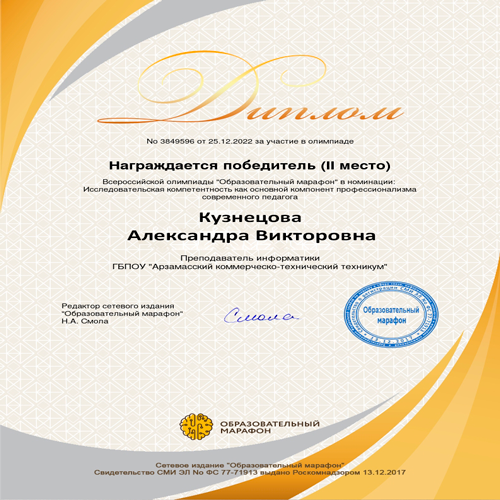 Диплом
No 3849596 от 25.12.2022 за участие в олимпиаде
Награждается победитель (II место)
Всероссийской олимпиады "Образовательный марафон" в номинации:
Исследовательская компетентность как основной компонент профессионализма
современного педагога
Кузнецова
Александра Викторовна
Преподаватель информатики
ГБПОУ "Арзамасский коммерческо-технический техникум"
Редактор сетевого издания
"Образовательный марафон"
Н.А. Смола
Смола
Образовательный
марафон
ОБРАЗОВАТЕЛЬНЫЙ
МАРАФОН
Сетевое издание "Образовательный марафон"
Свидетельство СМИ ЭЛ No ФС 77-71913 выдано Роскомнадзором 13.12.2017